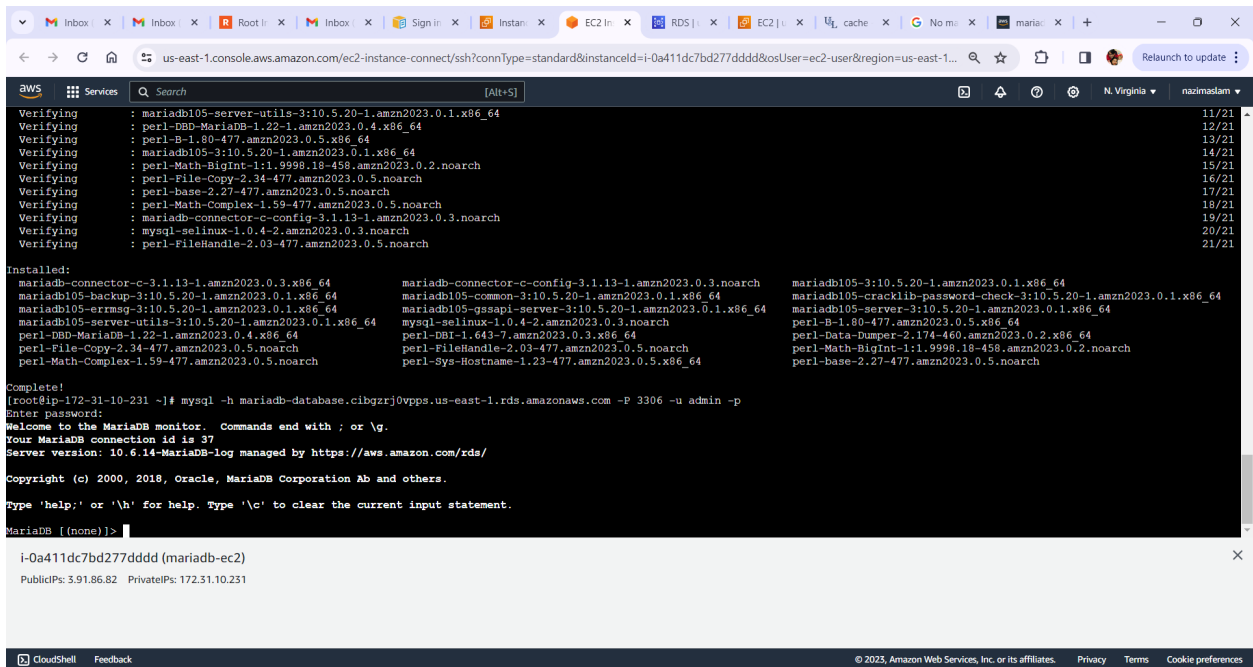 Inbox
Inbox
Root In
Inbox
Sign in
Instanc
EC2 In
RDS |
EC2 | u
cache
No ma
mariad
us-east-1.console.aws.amazon.com/ec2-instance-connect/ssh?connType=standard&instanceId=i-0a411dc7bd277dddd&osUser=ec2-user&region=us-east-1...
Relaunch to update
aws Services Search [Alt+S] N. Virginia nazimaslam
Verifying : mariadb105-server-utils-3:10.5.20-1.amzn2023.0.1.x86_64 11/21
Verifying : perl-DBD-MariaDB-1.22-1.amzn2023.0.4.x86_64 12/21
Verifying : perl-B-1.80-477.amzn2023.0.5.x86_64 13/21
Verifying : mariadb105-3:10.5.20-1.amzn2023.0.1.x86_64 14/21
Verifying : perl-Math-BigInt-1:1.9998.18-458.amzn2023.0.2.noarch 15/21
Verifying : perl-File-Copy-2.34-477.amzn2023.0.5.noarch 16/21
Verifying : perl-base-2.27-477.amzn2023.0.5.noarch 17/21
Verifying : perl-Math-Complex-1.59-477.amzn2023.0.5.noarch 18/21
Verifying : mariadb-connector-c-config-3.1.13-1.amzn2023.0.3.noarch 19/21
Verifying : mysql-selinux-1.0.4-2.amzn2023.0.3.noarch 20/21
Verifying : perl-FileHandle-2.03-477.amzn2023.0.5.noarch 21/21
Installed:
mariadb-connector-c-3.1.13-1.amzn2023.0.3.x86_64 mariadb-connector-c-config-3.1.13-1.amzn2023.0.3.noarch mariadb105-3:10.5.20-1.amzn2023.0.1.x86_64
mariadb105-backup-3:10.5.20-1.amzn2023.0.1.x86_64 mariadb105-common-3:10.5.20-1.amzn2023.0.1.x86_64 mariadb105-cracklib-password-check-3:10.5.20-1.amzn2023.0.1.x86_64
mariadb105-errmsg-3:10.5.20-1.amzn2023.0.1.x86_64 mariadb105-gssapi-server-3:10.5.20-1.amzn2023.0.1.x86_64 mariadb105-server-3:10.5.20-1.amzn2023.0.1.x86_64
mariadb105-server-utils-3:10.5.20-1.amzn2023.0.1.x86_64 mysql-selinux-1.0.4-2.amzn2023.0.3.noarch perl-B-1.80-477.amzn2023.0.5.x86_64
perl-DBD-MariaDB-1.22-1.amzn2023.0.4.x86_64 perl-DBI-1.643-7.amzn2023.0.3.x86_64 perl-Data-Dumper-2.174-460.amzn2023.0.2.x86_64
perl-File-Copy-2.34-477.amzn2023.0.5.noarch perl-FileHandle-2.03-477.amzn2023.0.5.noarch perl-Math-BigInt-1:1.9998.18-458.amzn2023.0.2.noarch
perl-Math-Complex-1.59-477.amzn2023.0.5.noarch perl-Sys-Hostname-1.23-477.amzn2023.0.5.x86_64 perl-base-2.27-477.amzn2023.0.5.noarch
Complete!
[root@ip-172-31-10-231 ~]# mysql -h mariadb-database.cibgzrj0vpps.us-east-1.rds.amazonaws.com -P 3306 -u admin -p
Enter password:
Welcome to the MariaDB monitor. Commands end with ; or \g.
Your MariaDB connection id is 37
Server version: 10.6.14-MariaDB-log managed by https://aws.amazon.com/rds/
Copyright (c) 2000, 2018, Oracle, MariaDB Corporation Ab and others.
Type 'help;' or '\h' for help. Type '\c' to clear the current input statement.
MariaDB [(none)]>
i-0a411dc7bd277dddd (mariadb-ec2)
PublicIPs: 3.91.86.82 PrivateIPs: 172.31.10.231
CloudShell Feedback © 2023, Amazon Web Services, Inc. or its affiliates. Privacy Terms Cookie preferences